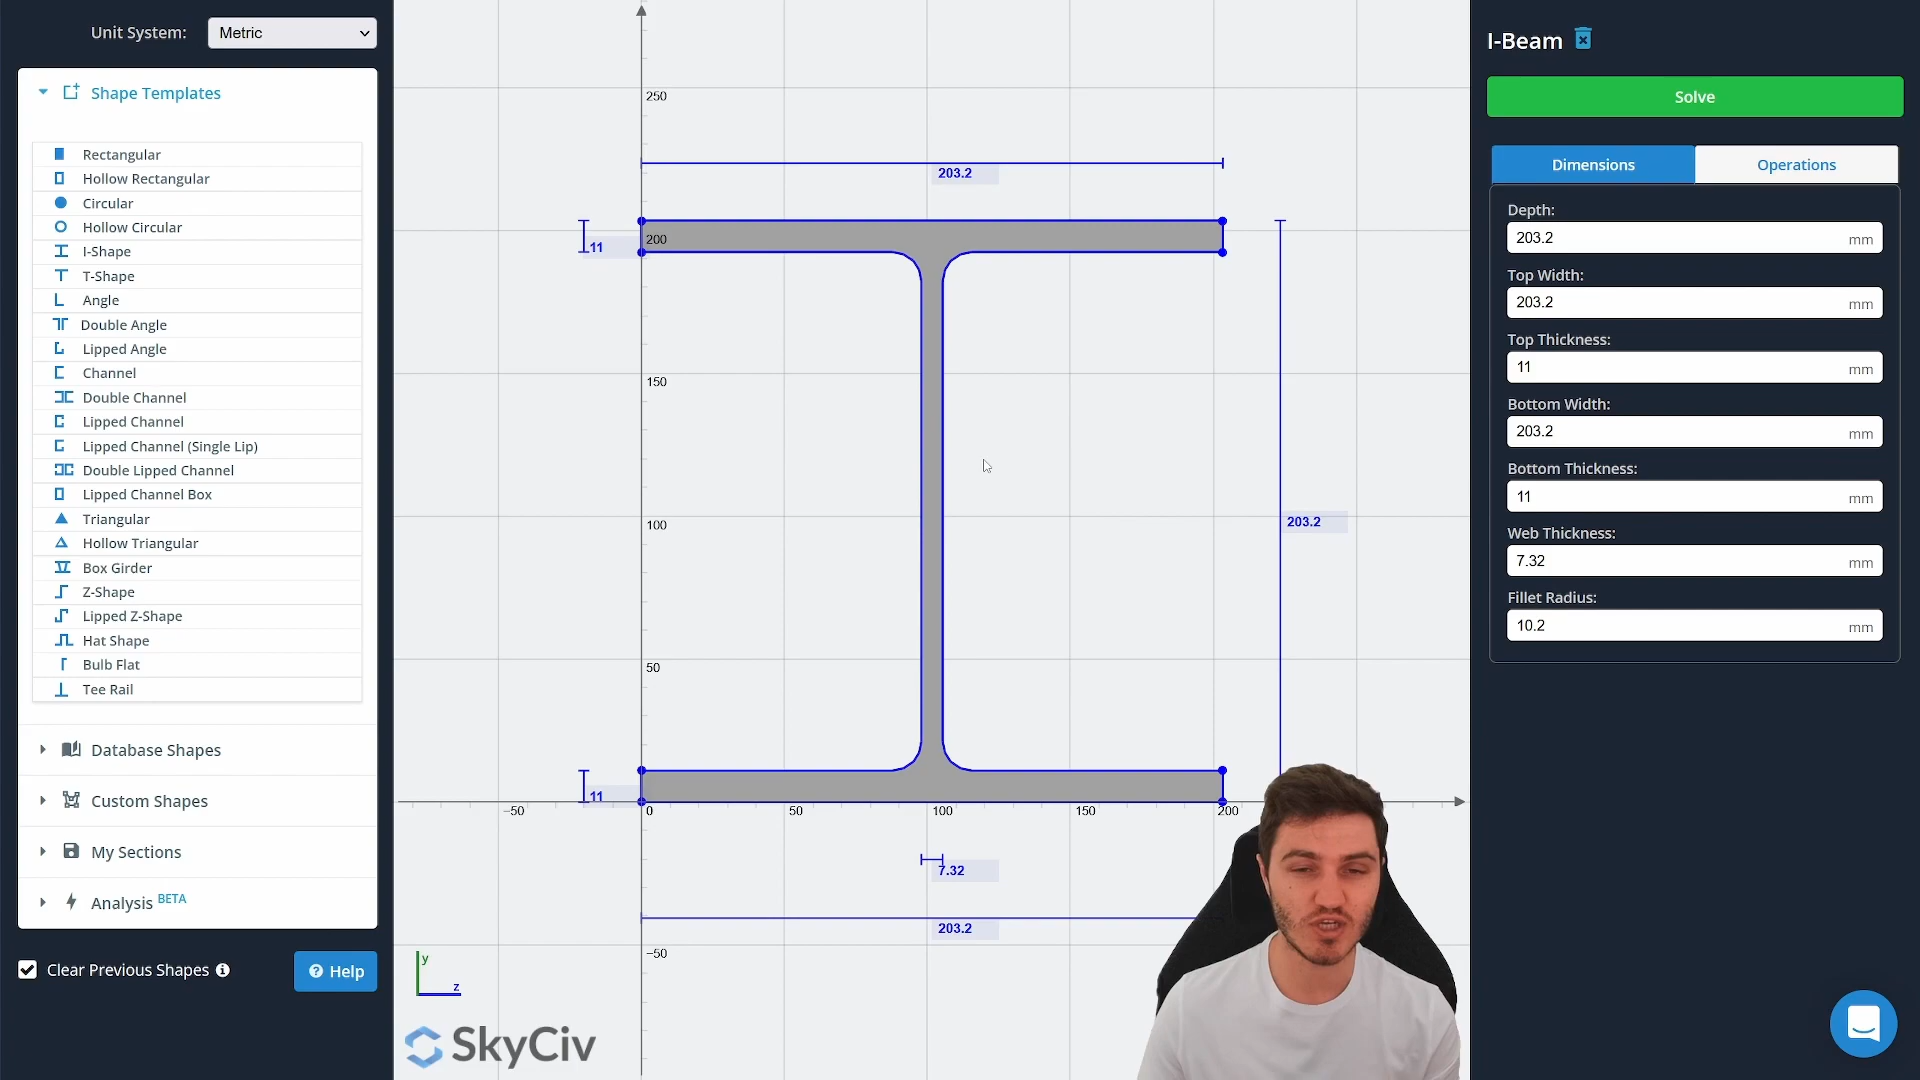 Unit System:
Metric
Shape Templates
Rectangular
Hollow Rectangular
Circular
Hollow Circular
I-Shape
T-Shape
Angle
Double Angle
Lipped Angle
Channel
Double Channel
Lipped Channel
Lipped Channel (Single Lip)
Double Lipped Channel
Lipped Channel Box
Triangular
Hollow Triangular
Box Girder
Z-Shape
Lipped Z-Shape
Hat Shape
Bulb Flat
Tee Rail
Database Shapes
Custom Shapes
My Sections
Analysis BETA
Clear Previous Shapes
Help
250
203.2
11
200
150
100
203.2
50
11
-50
0
50
100
150
200
7.32
203.2
-50
y
z
SkyCiv
I-Beam
Solve
Dimensions
Operations
Depth:
203.2 mm
Top Width:
203.2 mm
Top Thickness:
11 mm
Bottom Width:
203.2 mm
Bottom Thickness:
11 mm
Web Thickness:
7.32 mm
Fillet Radius:
10.2 mm